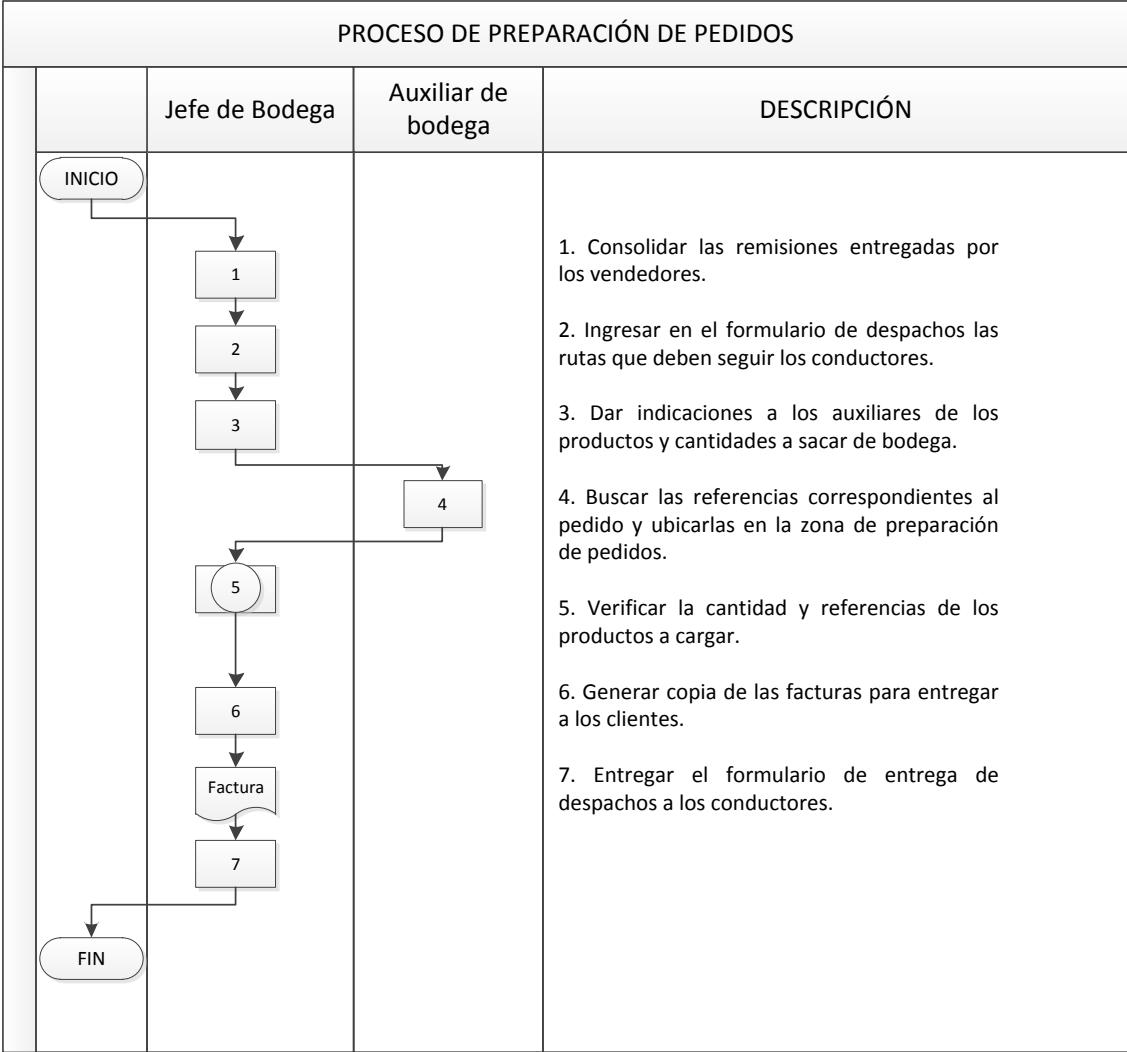 PROCESO DE PREPARACIÓN DE PEDIDOS
Jefe de Bodega
Auxiliar de
bodega
DESCRIPCIÓN
INICIO
1
2
3
4
5
6
Factura
7
FIN
1. Consolidar las remisiones entregadas por
los vendedores.
2. Ingresar en el formulario de despachos las
rutas que deben seguir los conductores.
3. Dar indicaciones a los auxiliares de los
productos y cantidades a sacar de bodega.
4. Buscar las referencias correspondientes al
pedido y ubicarlas en la zona de preparación
de pedidos.
5. Verificar la cantidad y referencias de los
productos a cargar.
6. Generar copia de las facturas para entregar
a los clientes.
7. Entregar el formulario de entrega de
despachos a los conductores.